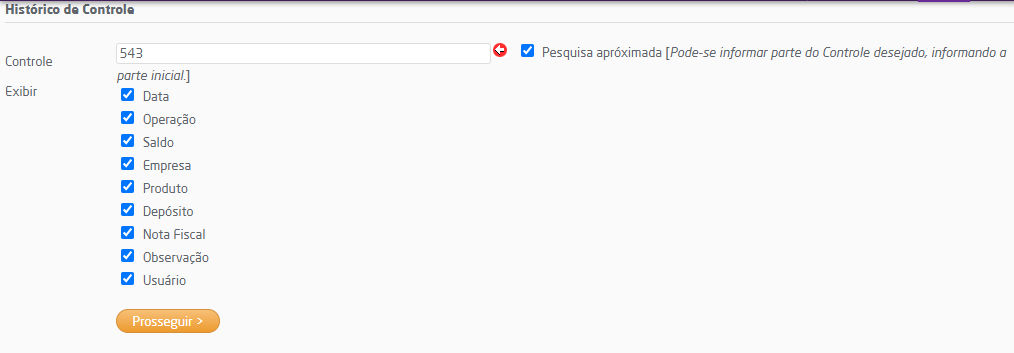 Histórico de Controle
Controle 543 Pesquisa apróximada [Pode-se informar parte do Controle desejado, informando a
parte inicial.]
Exibir
Data
Operação
Saldo
Empresa
Produto
Depósito
Nota Fiscal
Observação
Usuário
Prosseguir >